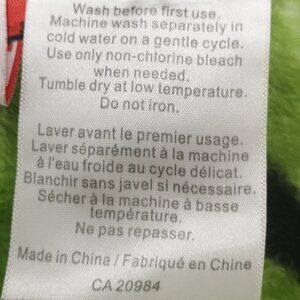 Wash before first use.
Machine wash separately in
cold water on a gentle cycle.
Use only non-chlorine bleach
when needed.
Tumble dry at low temperature.
Do not iron.
Laver avant le premier usage.
Laver séparément à la machine
à l'eau froide au cycle délicat.
Blanchir sans javel si nécessaire.
Sécher à la machine à basse
température.
Ne pas repasser.
Made in China / Fabriqué en China
CA 20984